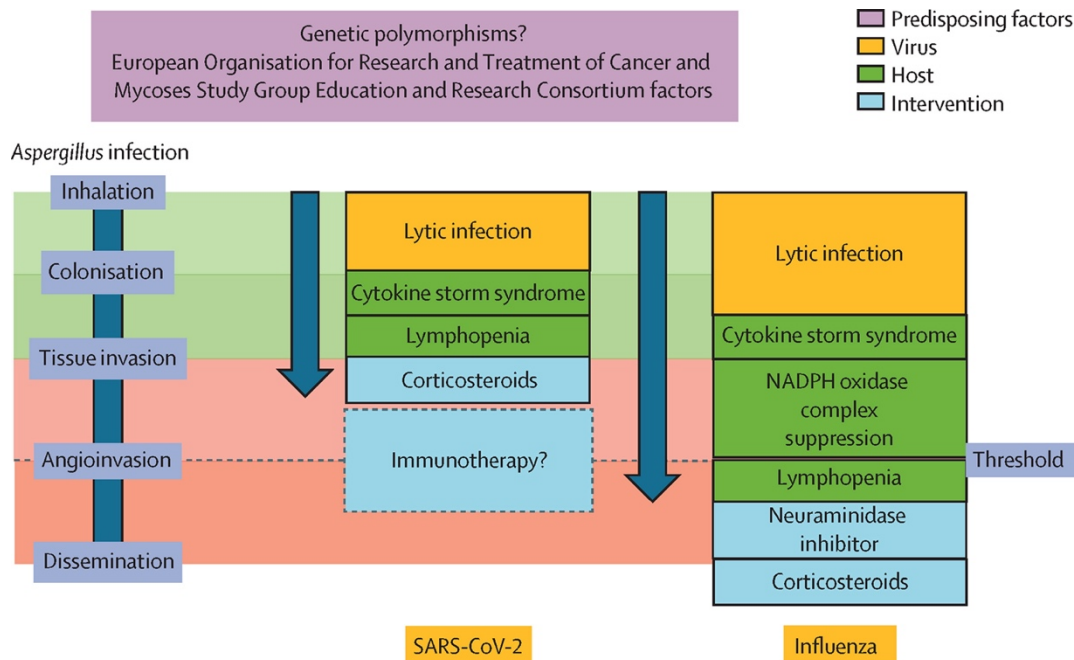 Genetic polymorphisms?
European Organisation for Research and Treatment of Cancer and
Mycoses Study Group Education and Research Consortium factors
Predisposing factors
Virus
Host
Intervention
Aspergillus infection
Inhalation
Colonisation
Tissue invasion
Angioinvasion
Dissemination
Lytic infection
Cytokine storm syndrome
Lymphopenia
Corticosteroids
Immunotherapy?
SARS-CoV-2
Lytic infection
Cytokine storm syndrome
NADPH oxidase
complex
suppression
Lymphopenia
Neuraminidase
inhibitor
Corticosteroids
Influenza
Threshold